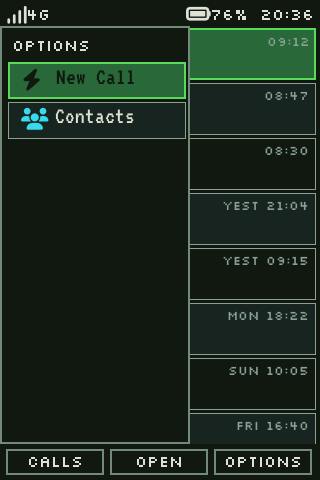 4G 76% 20:36
OPTIONS
New Call
Contacts
09:12
08:47
08:30
YEST 21:04
YEST 09:15
MON 18:22
SUN 10:05
FRI 16:40
CALLS OPEN OPTIONS